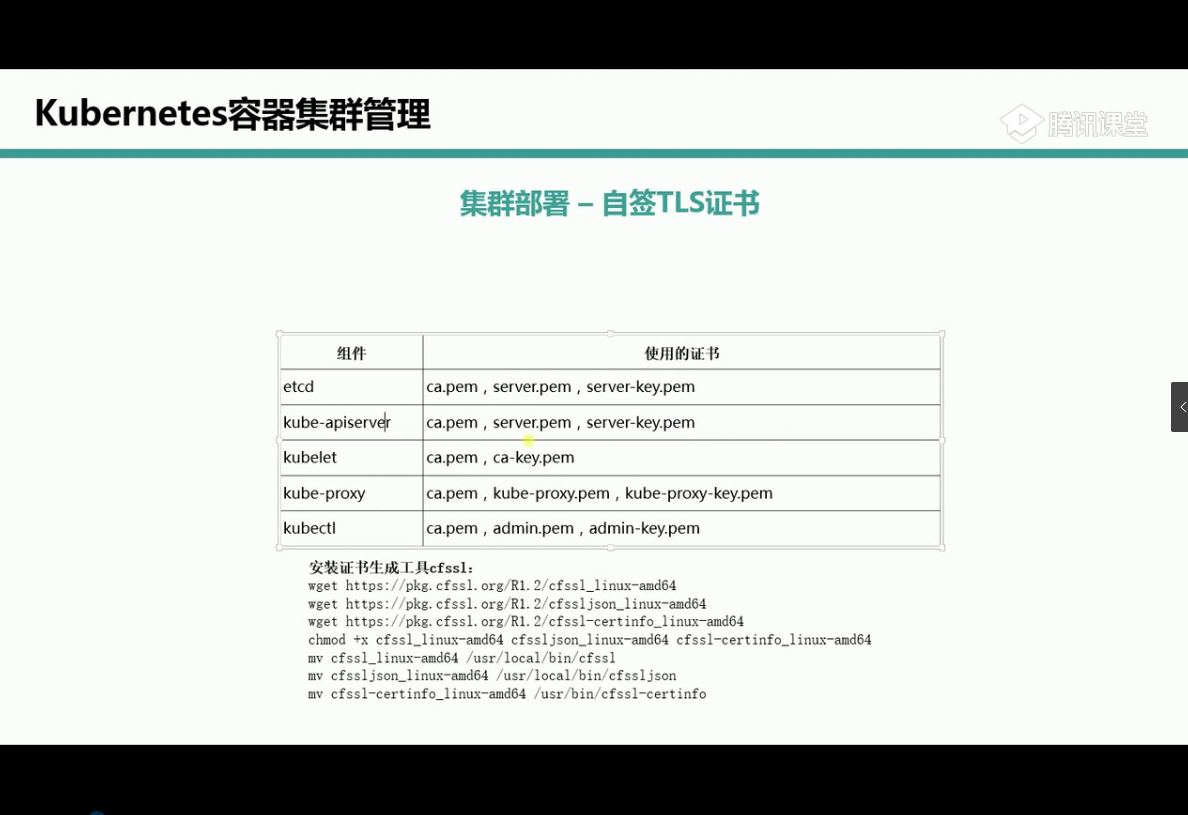 Kubernetes容器集群管理
腾讯课堂
集群部署 – 自签TLS证书
组件 使用的证书
etcd ca.pem，server.pem，server-key.pem
kube-apiserver ca.pem，server.pem，server-key.pem
kubelet ca.pem，ca-key.pem
kube-proxy ca.pem，kube-proxy.pem，kube-proxy-key.pem
kubectl ca.pem，admin.pem，admin-key.pem
安装证书生成工具cfssl：
wget https://pkg.cfssl.org/R1.2/cfssl_linux-amd64
wget https://pkg.cfssl.org/R1.2/cfssljson_linux-amd64
wget https://pkg.cfssl.org/R1.2/cfssl-certinfo_linux-amd64
chmod +x cfssl_linux-amd64 cfssljson_linux-amd64 cfssl-certinfo_linux-amd64
mv cfssl_linux-amd64 /usr/local/bin/cfssl
mv cfssljson_linux-amd64 /usr/local/bin/cfssljson
mv cfssl-certinfo_linux-amd64 /usr/bin/cfssl-certinfo